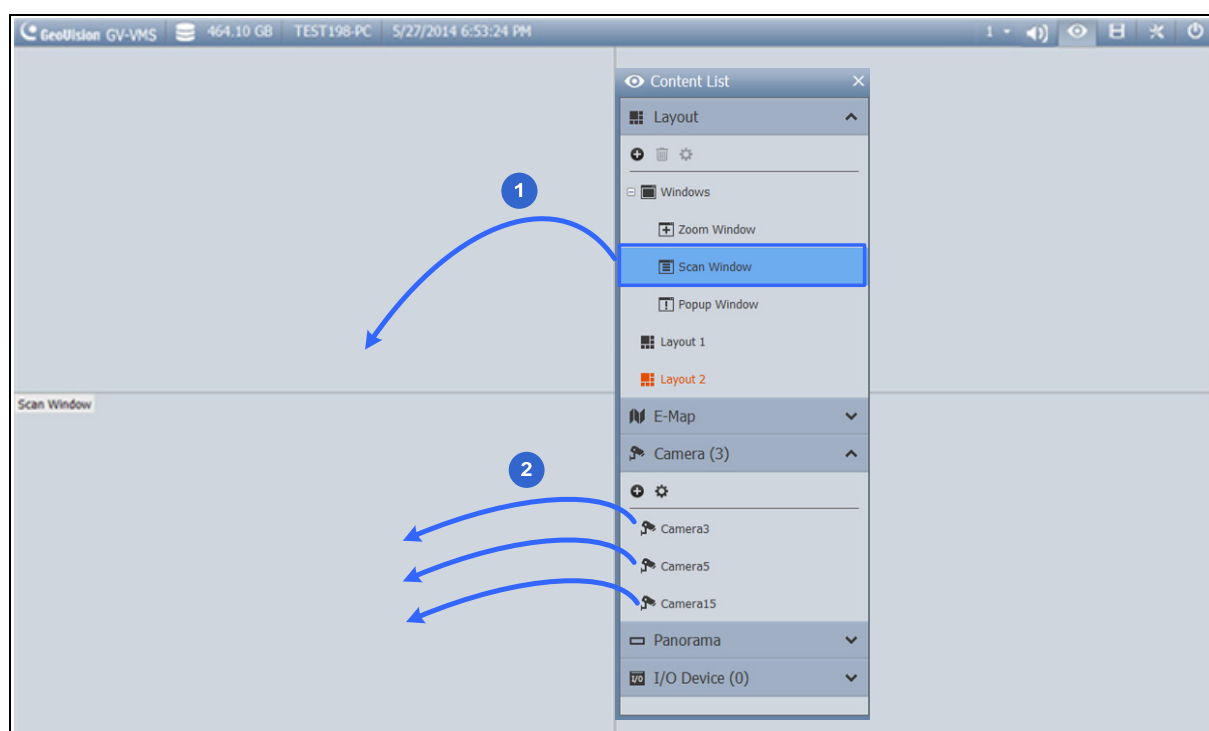 GeoVision GV-VMS 464.10 GB TEST198-PC 5/27/2014 6:53:24 PM 1
Content List
Layout
1
Windows
Zoom Window
Scan Window
Popup Window
Layout 1
Layout 2
Scan Window
E-Map
Camera (3)
2
Camera3
Camera5
Camera15
Panorama
I/O I/O Device (0)